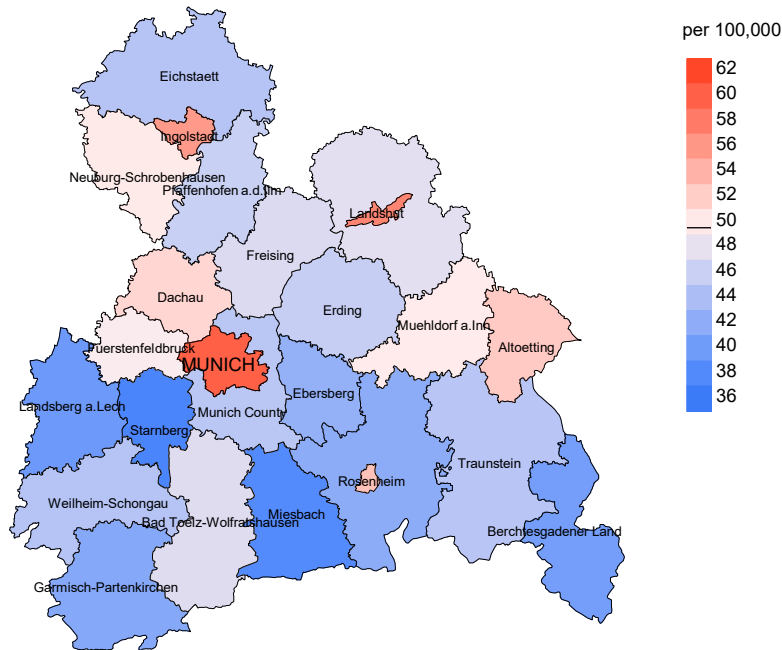 per 100,000
62
60
58
56
54
52
50
48
46
44
42
40
38
36
Eichstaett
Ingolstadt
Neuburg-Schrobenhausen
Pfaffenhofen a.d.Ilm
Landshut
Freising
Dachau
Erding
Muehldorf a.Inn
Fuerstenfeldbruck
Altoetting
MUNICH
Ebersberg
Landsberg a.Lech
Munich County
Starnberg
Traunstein
Rosenheim
Weilheim-Schongau
Miesbach
Bad Toelz-Wolfratshausen
Berchtesgadener Land
Garmisch-Partenkirchen